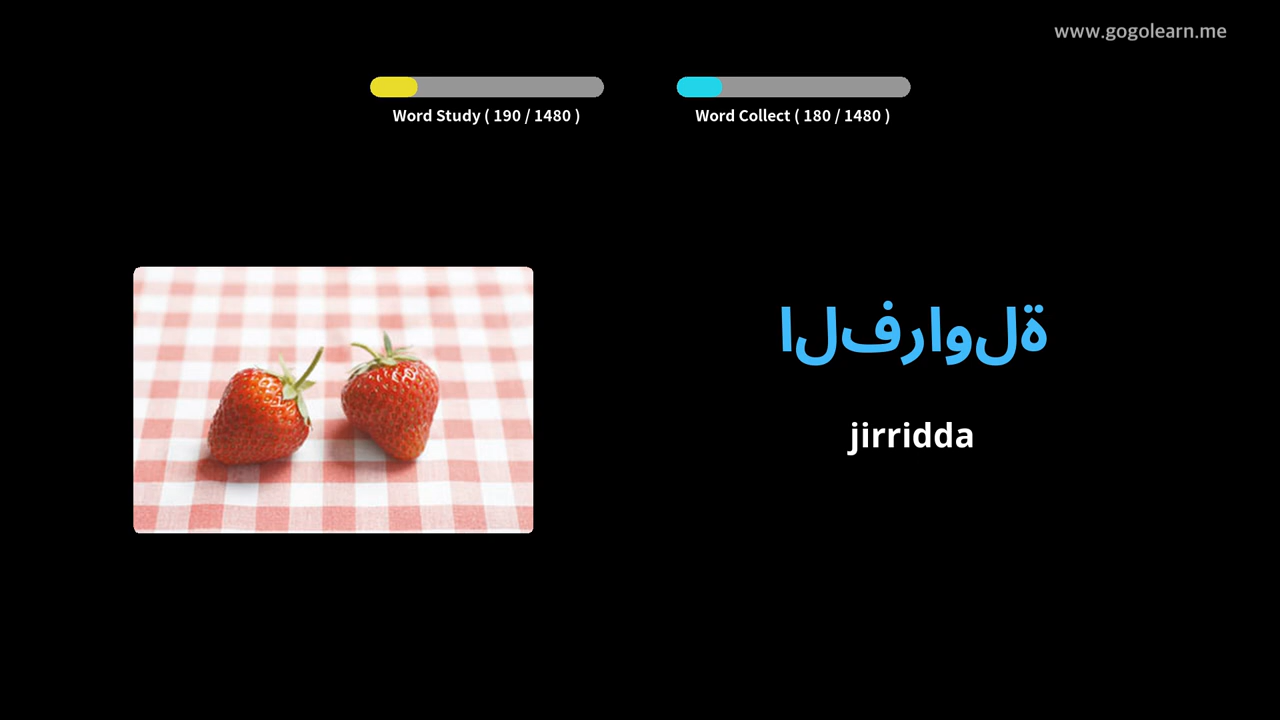 www.gogolearn.me
Word Study ( 190 / 1480 )
Word Collect ( 180 / 1480 )
الفراولة
jirridda